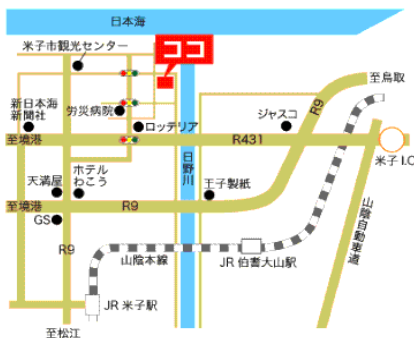 日本海
米子市観光センター
ココ
至鳥取
新日本海
新聞社
労災病院
ロッテリア
ジャスコ
R9
至境港
R431
日野川
米子I.C
天満屋
ホテル
わこう
王子製紙
至境港
R9
GS
R9
山陰本線
JR 伯耆大山駅
山陰自動車道
JR 米子駅
至松江